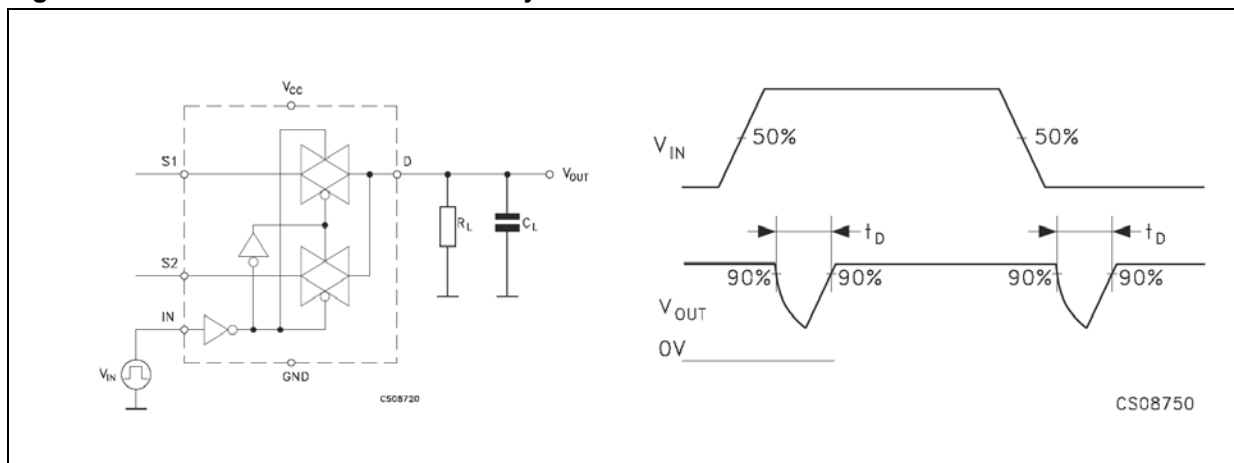 VCC
S1
D
VOUT
RL
CL
S2
IN
VIN
GND
CS08720
VIN
50%
50%
tD
tD
90%
90%
90%
90%
VOUT
0V
CS08750